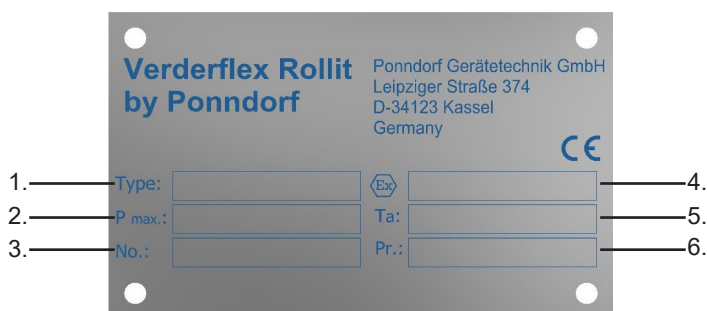 Verderflex Rollit
by Ponndorf
Ponndorf Gerätetechnik GmbH
Leipziger Straße 374
D-34123 Kassel
Germany
CE
1. Type: Ex 4.
2. P max.: Ta: 5.
3. No.: Pr.: 6.